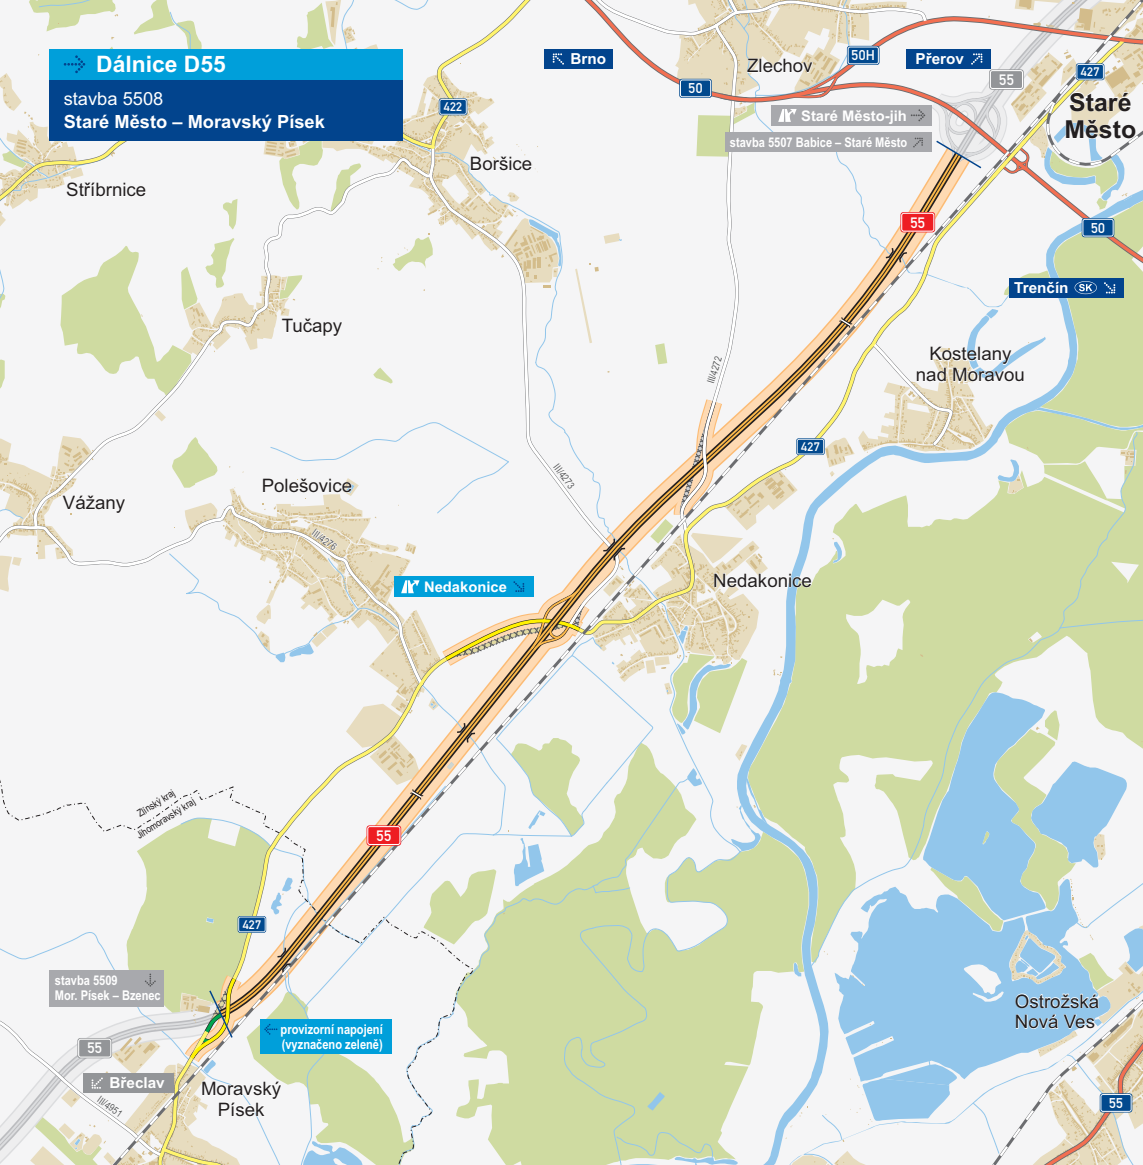 Dálnice D55
stavba 5508
Staré Město – Moravský Písek
Brno
50
Zlechov
50H
Přerov
55
427
Staré
Město
Staré Město-jih
stavba 5507 Babice – Staré Město
422
Boršice
Stříbrnice
55
50
Trenčín SK
Tučapy
Kostelany
nad Moravou
III/4272
427
Vážany
Polešovice
III/4273
III/4276
Nedakonice
Nedakonice
Zlínský kraj
Jihomoravský kraj
55
427
stavba 5509
Mor. Písek – Bzenec
provizorní napojení
(vyznačeno zeleně)
55
Břeclav
III/4951
Moravský
Písek
Ostrožská
Nová Ves
55